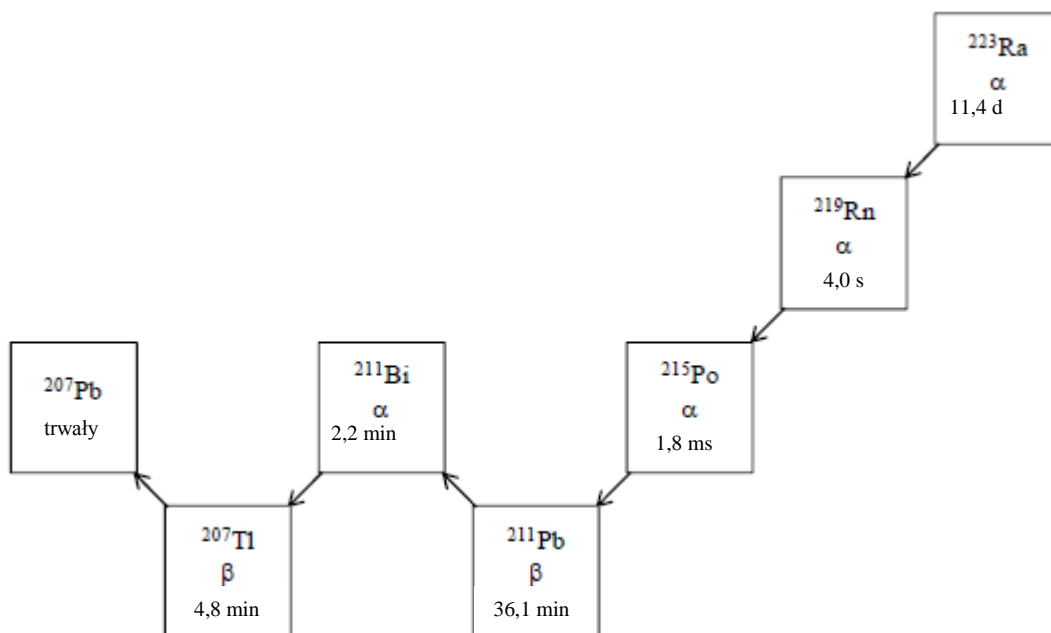 ²²³Ra
α
11,4 d
²¹⁹Rn
α
4,0 s
²¹⁵Po
α
1,8 ms
²¹¹Bi
α
2,2 min
²⁰⁷Pb
trwały
²¹¹Pb
β
36,1 min
²⁰⁷Tl
β
4,8 min